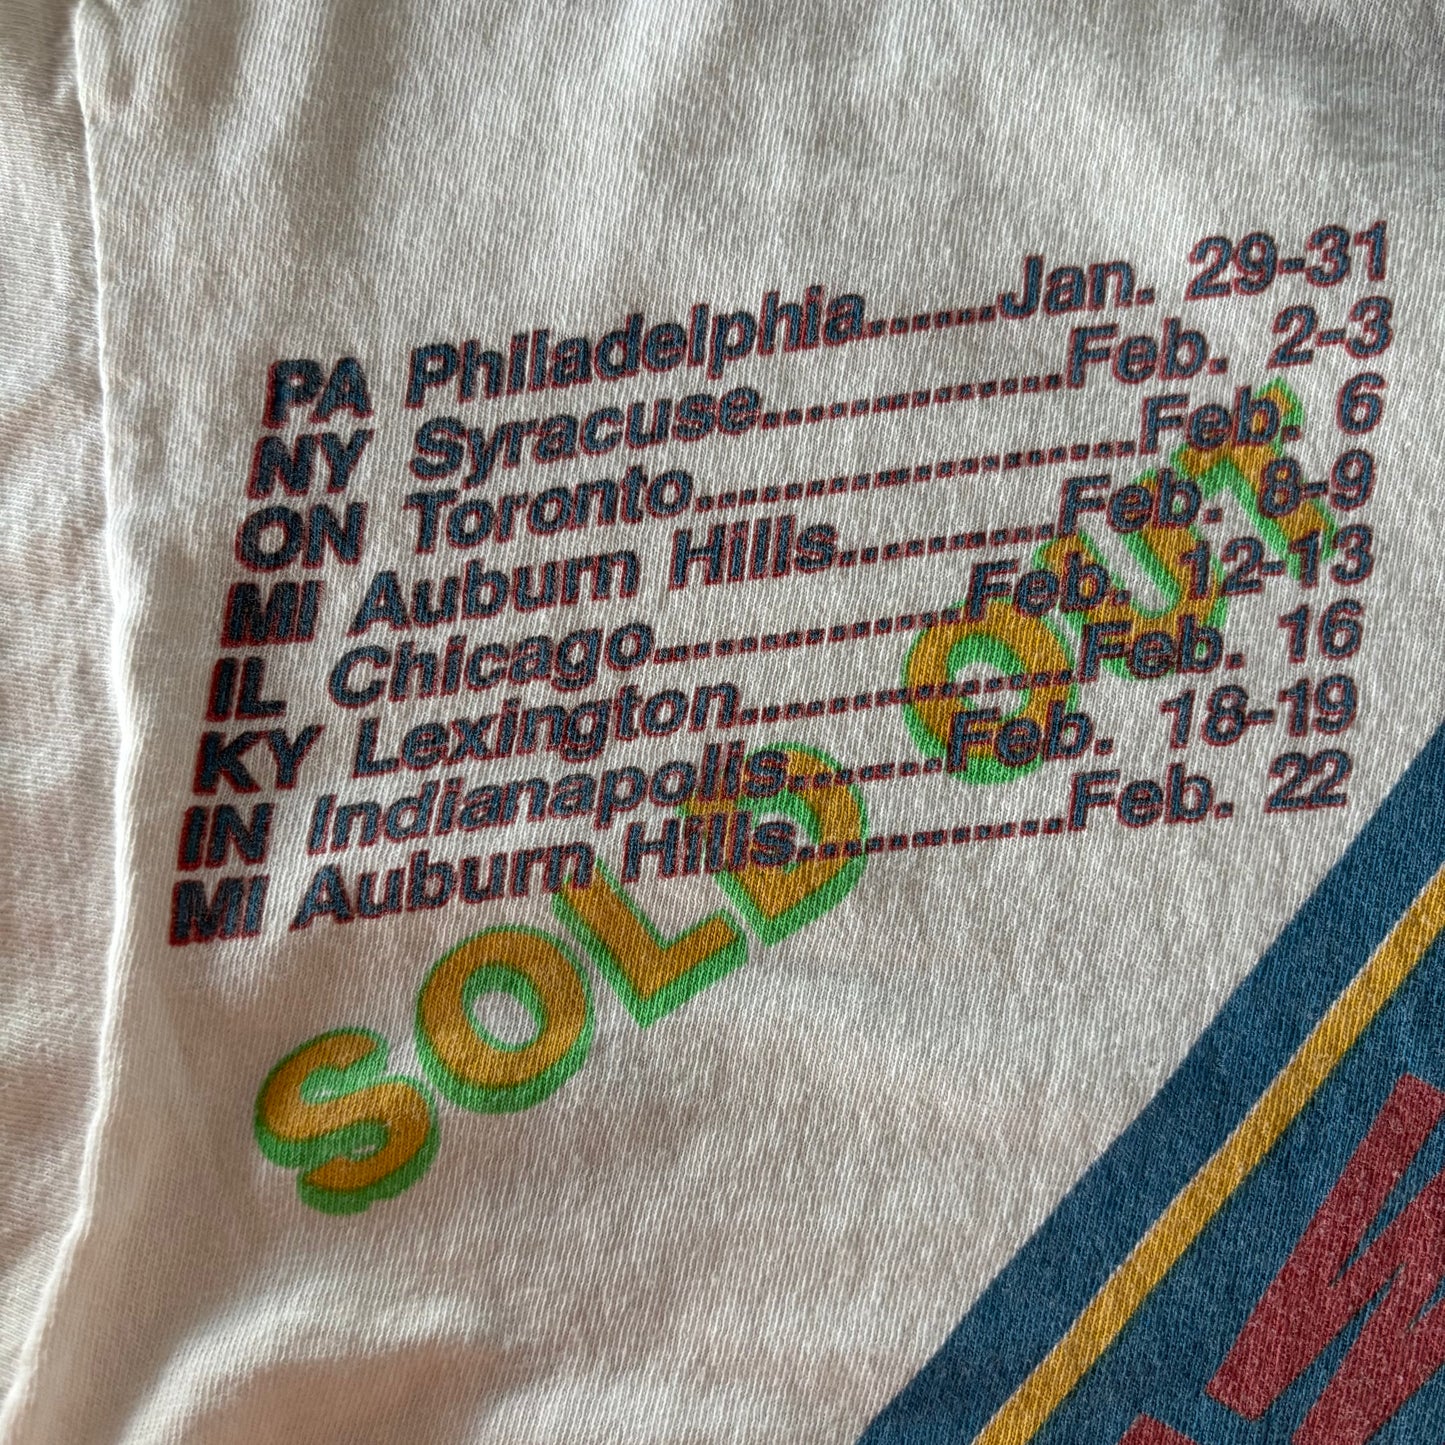 PA Philadelphia.......Jan. 29-31
NY Syracuse.................Feb. 2-3
ON Toronto.........................Feb. 6
MI Auburn Hills............Feb. 8-9
IL Chicago.................Feb. 12-13
KY Lexington...................Feb. 16
IN Indianapolis........Feb. 18-19
MI Auburn Hills...............Feb. 22
SOLD OUT